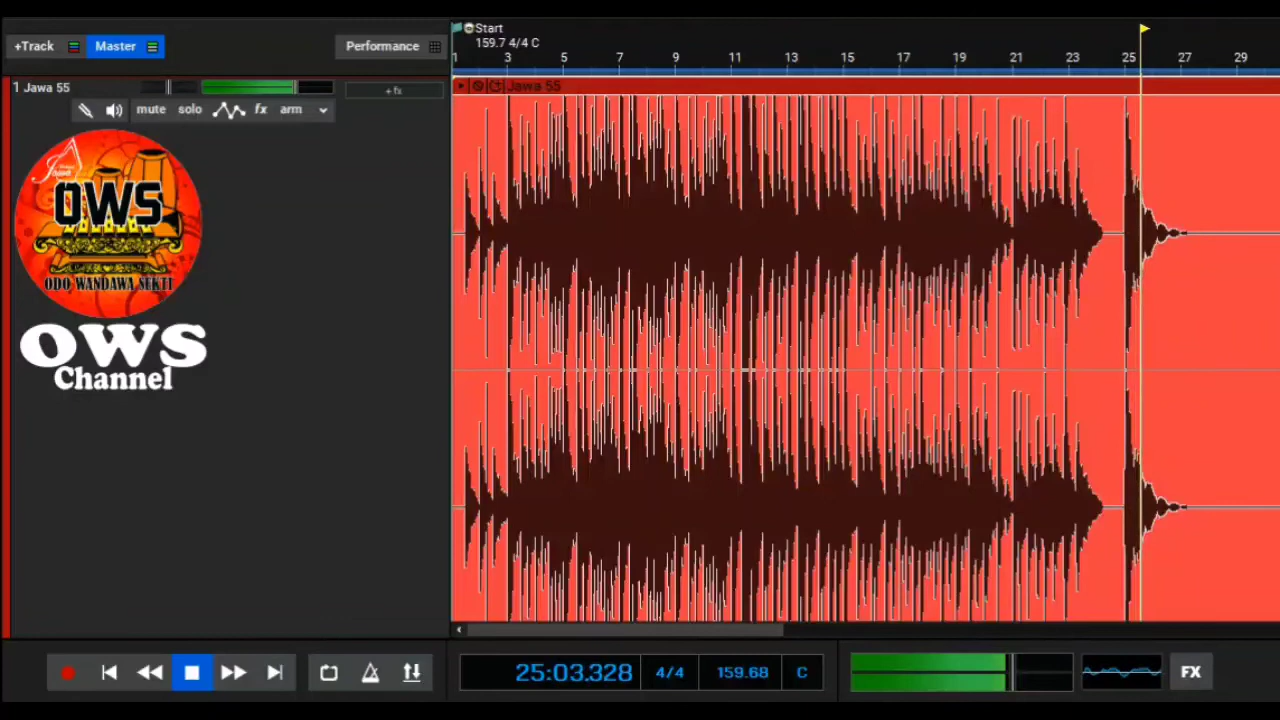 Start
159.7 4/4 C
+Track Master Performance
1 3 5 7 9 11 13 15 17 19 21 23 25 27 29
1 Jawa 55 +fx
Jawa 55
mute solo fx arm
OWS
ODO WANDAWA SEKTI
OWS
Channel
25:03.328 4/4 159.68 C FX